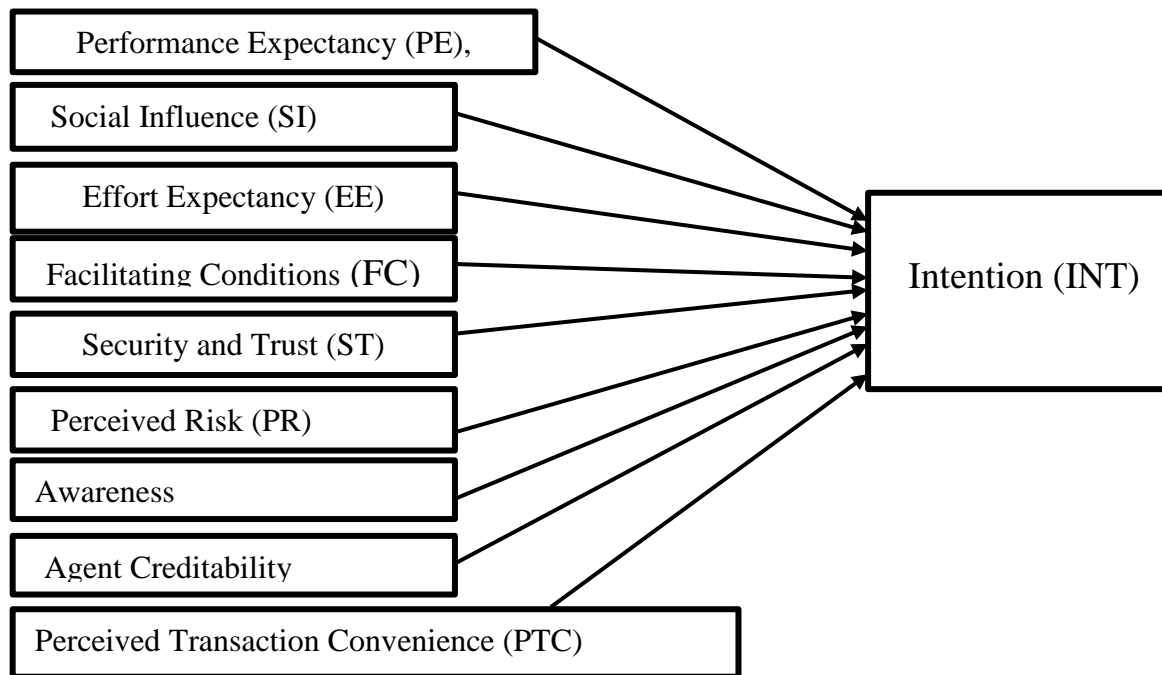 Performance Expectancy (PE),
Social Influence (SI)
Effort Expectancy (EE)
Facilitating Conditions (FC)
Security and Trust (ST)
Perceived Risk (PR)
Awareness
Agent Creditability
Perceived Transaction Convenience (PTC)
Intention (INT)